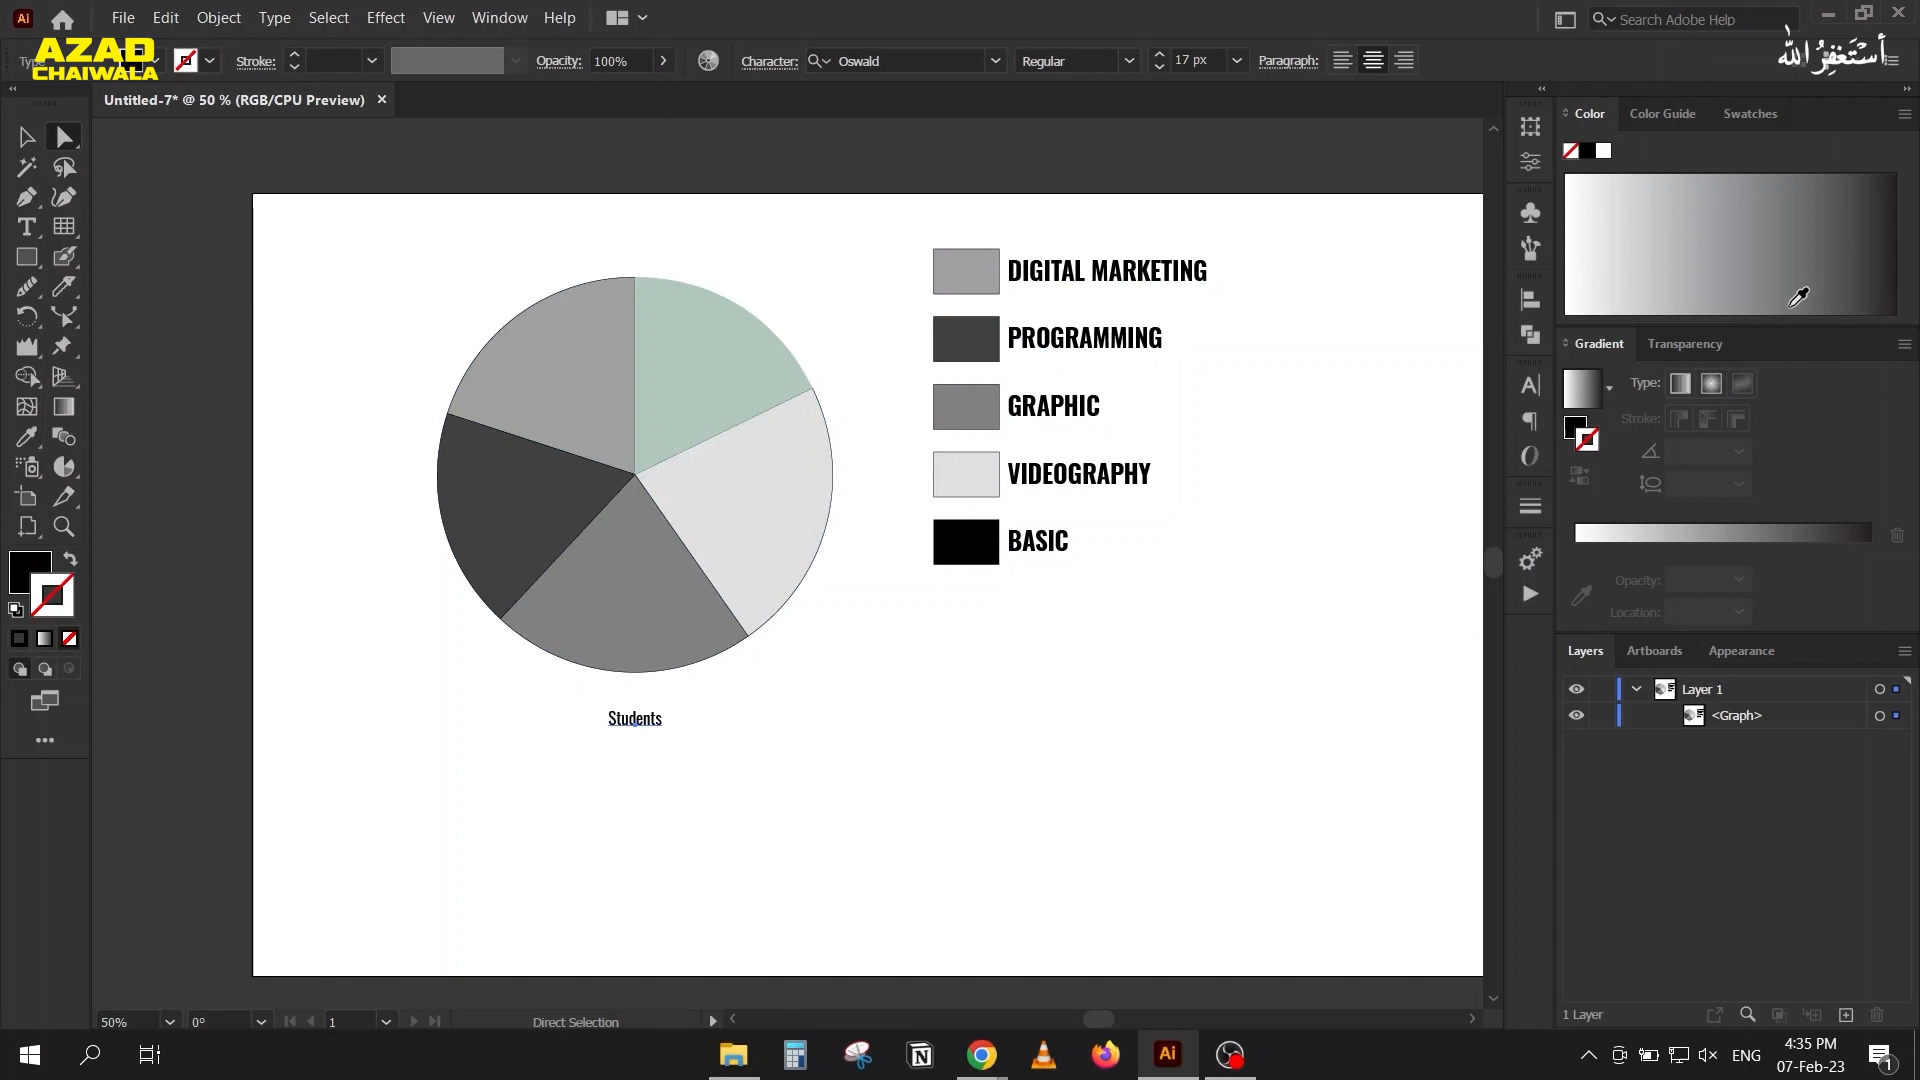 Ai File Edit Object Type Select Effect View Window Help Search Adobe Help
AZAD
CHAIWALA
أَسْتَغْفِرُ اللّٰه
Stroke: Opacity: 100% Character: Oswald Regular 17 px Paragraph:
Untitled-7* @ 50 % (RGB/CPU Preview)
Color Color Guide Swatches
DIGITAL MARKETING
PROGRAMMING
GRAPHIC
VIDEOGRAPHY
BASIC
Students
Gradient Transparency
Type:
Stroke:
Opacity:
Location:
Layers Artboards Appearance
Layer 1
<Graph>
1 Layer
50% 0° 1 Direct Selection
ENG
4:35 PM
07-Feb-23
1